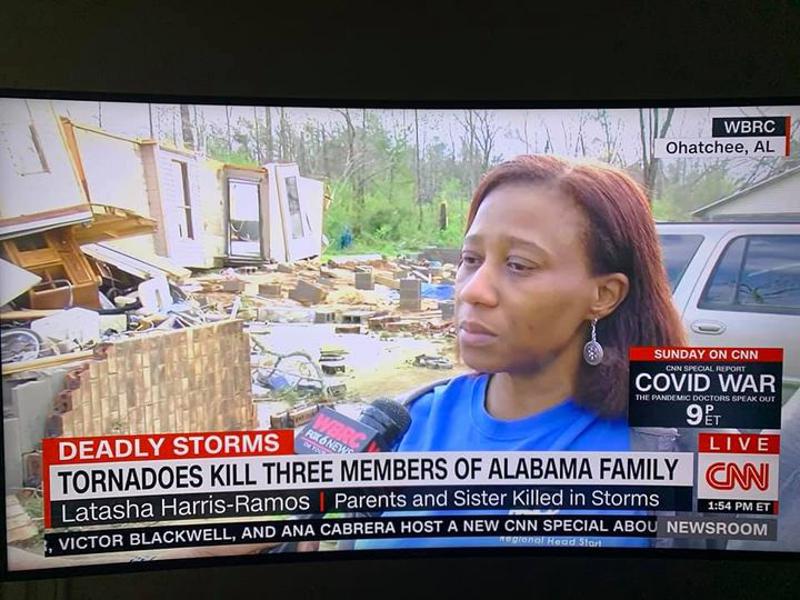 WBRC
Ohatchee, AL
SUNDAY ON CNN
CNN SPECIAL REPORT
COVID WAR
THE PANDEMIC DOCTORS SPEAK OUT
9P ET
WBRC
FOX 6 NEWS
DEADLY STORMS
TORNADOES KILL THREE MEMBERS OF ALABAMA FAMILY
Latasha Harris-Ramos | Parents and Sister Killed in Storms
LIVE
CNN
1:54 PM ET
, VICTOR BLACKWELL, AND ANA CABRERA HOST A NEW CNN SPECIAL ABOU
NEWSROOM
Regional Head Start